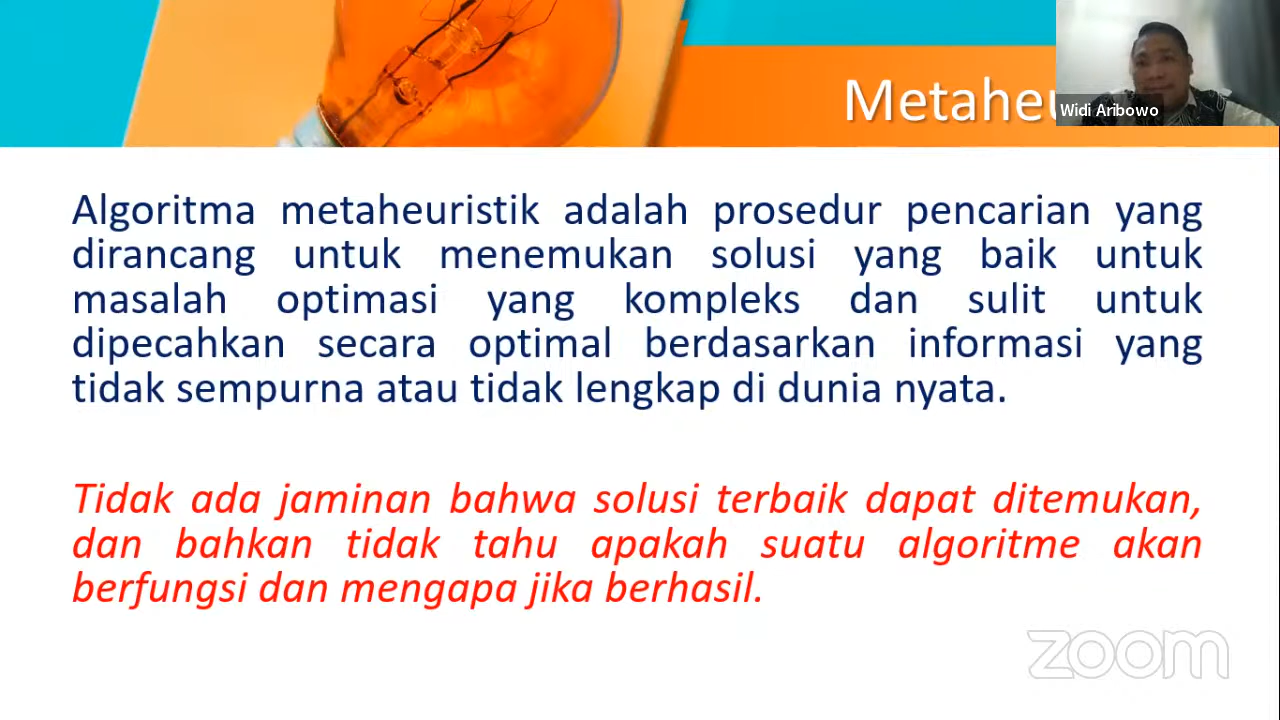 Metaheu
Widi Aribowo
Algoritma metaheuristik adalah prosedur pencarian yang
dirancang untuk menemukan solusi yang baik untuk
masalah optimasi yang kompleks dan sulit untuk
dipecahkan secara optimal berdasarkan informasi yang
tidak sempurna atau tidak lengkap di dunia nyata.
Tidak ada jaminan bahwa solusi terbaik dapat ditemukan,
dan bahkan tidak tahu apakah suatu algoritme akan
berfungsi dan mengapa jika berhasil.
zoom